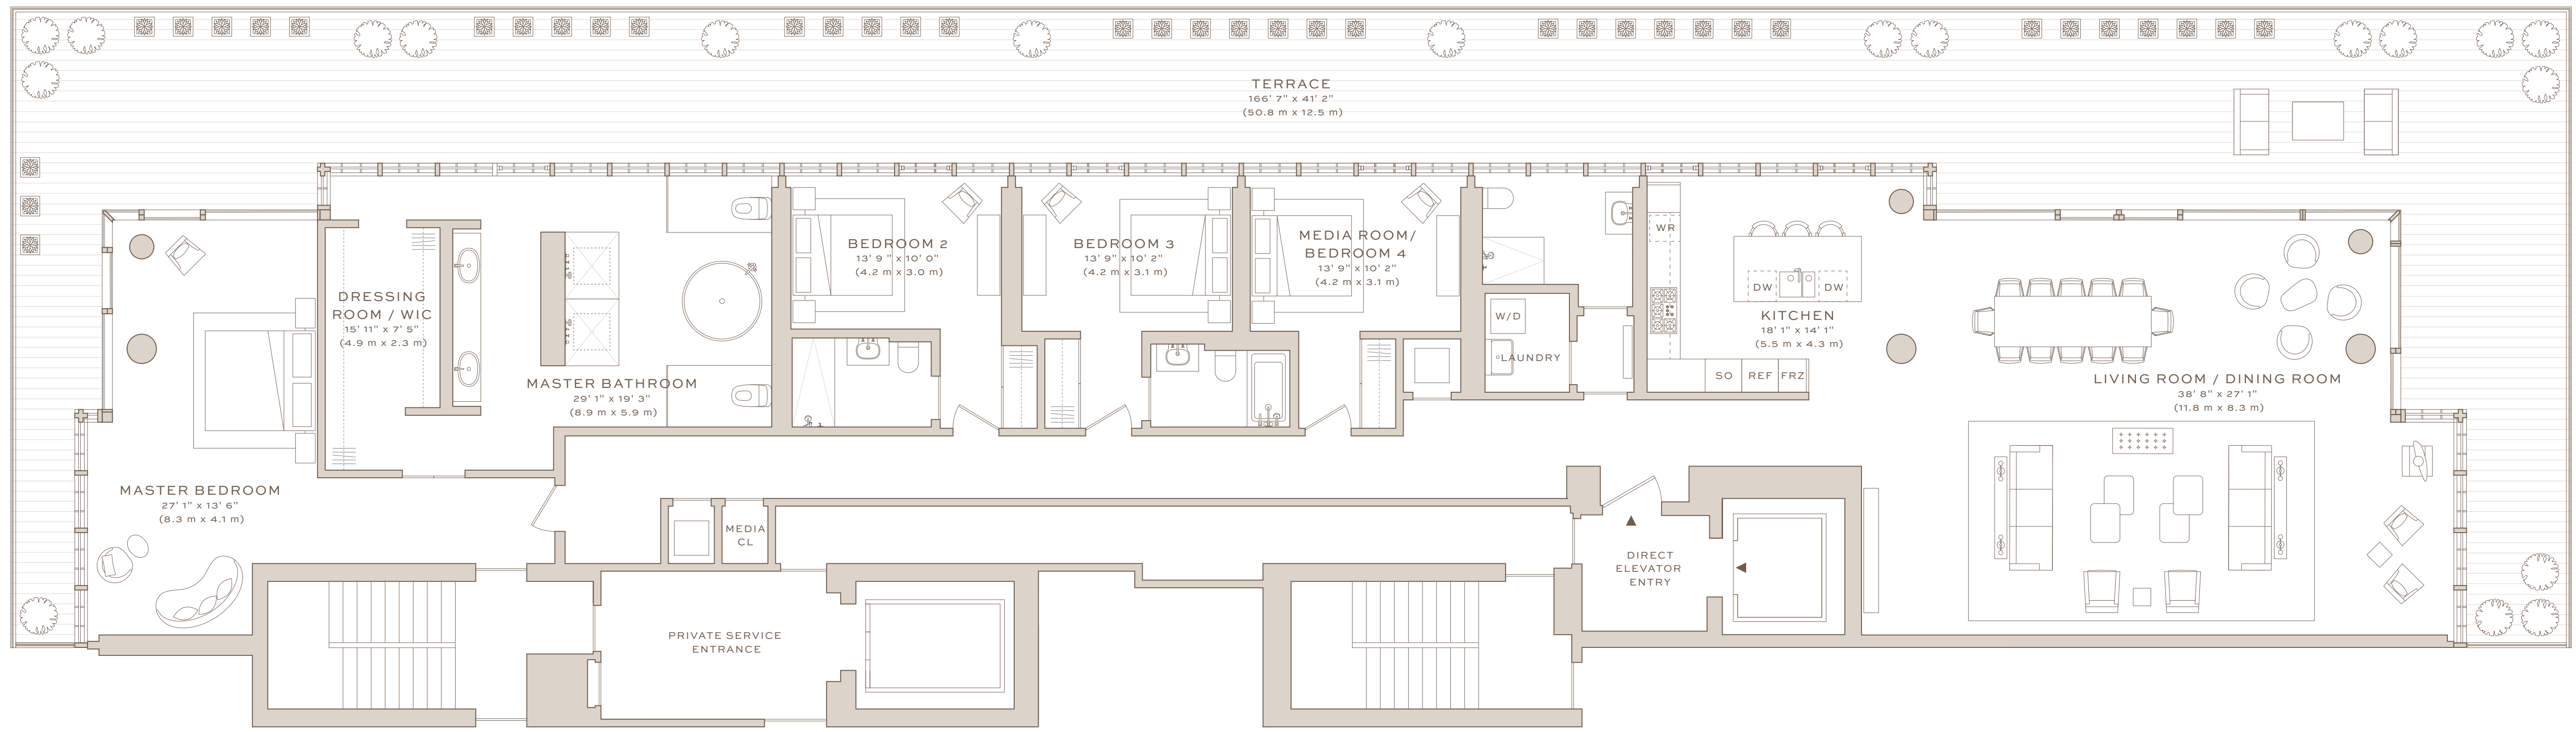 TERRACE
166' 7" x 41' 2"
(50.8 m x 12.5 m)
DRESSING
ROOM / WIC
15' 11" x 7' 5"
(4.9 m x 2.3 m)
MASTER BATHROOM
29' 1" x 19' 3"
(8.9 m x 5.9 m)
BEDROOM 2
13' 9 " x 10' 0"
(4.2 m x 3.0 m)
BEDROOM 3
13' 9" x 10' 2"
(4.2 m x 3.1 m)
MEDIA ROOM/
BEDROOM 4
13' 9" x 10' 2"
(4.2 m x 3.1 m)
W/D
LAUNDRY
WR
DW
DW
KITCHEN
18' 1" x 14' 1"
(5.5 m x 4.3 m)
SO
REF
FRZ
LIVING ROOM / DINING ROOM
38' 8" x 27' 1"
(11.8 m x 8.3 m)
MASTER BEDROOM
27' 1" x 13' 6"
(8.3 m x 4.1 m)
MEDIA
CL
DIRECT
ELEVATOR
ENTRY
PRIVATE SERVICE
ENTRANCE